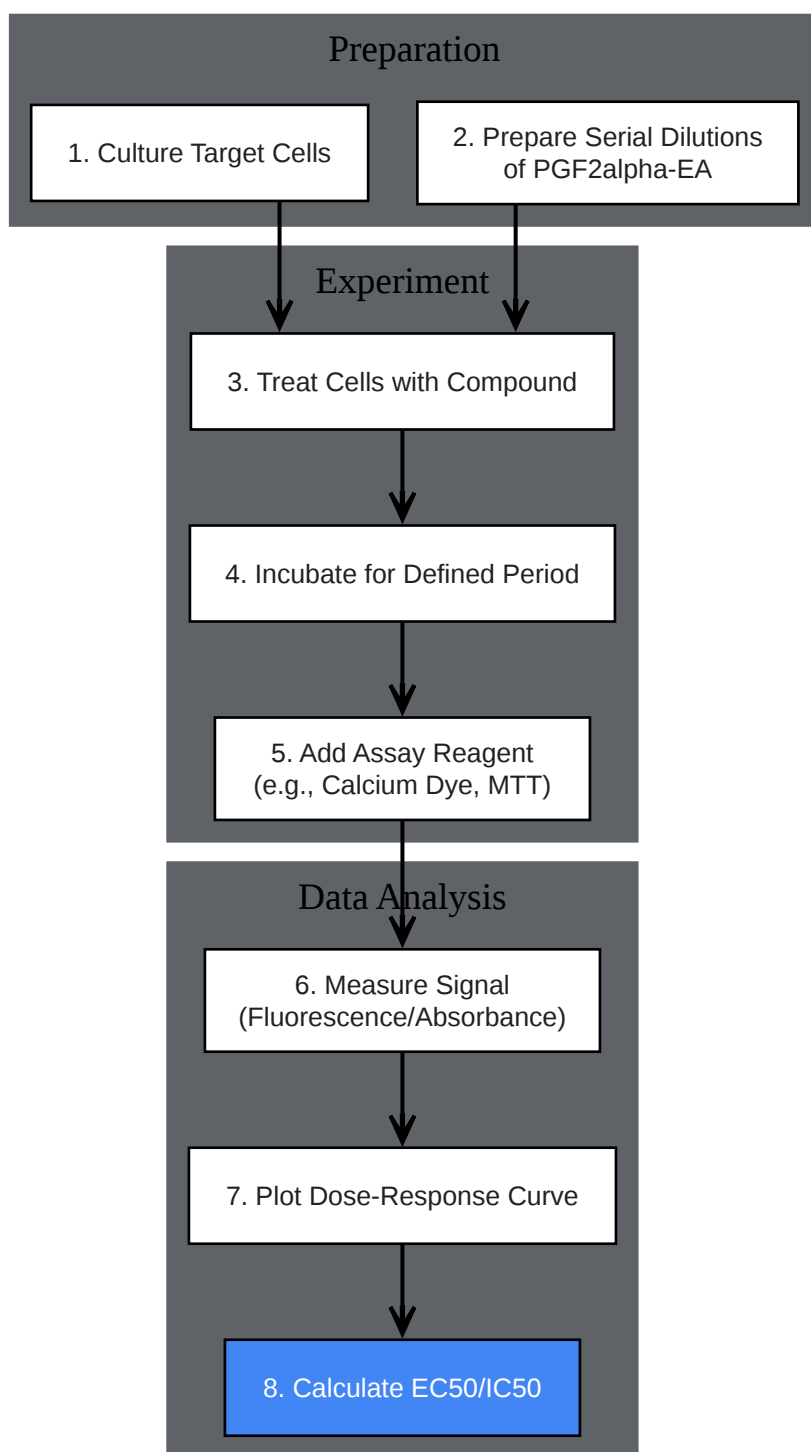 Preparation
1. Culture Target Cells
2. Prepare Serial Dilutions
of PGF2alpha-EA
Experiment
3. Treat Cells with Compound
4. Incubate for Defined Period
5. Add Assay Reagent
(e.g., Calcium Dye, MTT)
Data Analysis
6. Measure Signal
(Fluorescence/Absorbance)
7. Plot Dose-Response Curve
8. Calculate EC50/IC50